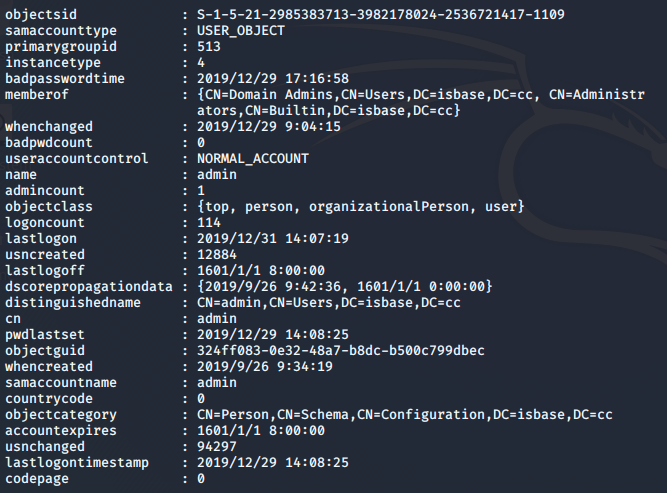 objectsid : S-1-5-21-2985383713-3982178024-2536721417-1109
samaccounttype : USER_OBJECT
primarygroupid : 513
instancetype : 4
badpasswordtime : 2019/12/29 17:16:58
memberof : {CN=Domain Admins,CN=Users,DC=isbase,DC=cc, CN=Administr
ators,CN=Builtin,DC=isbase,DC=cc}
whenchanged : 2019/12/29 9:04:15
badpwdcount : 0
useraccountcontrol : NORMAL_ACCOUNT
name : admin
admincount : 1
objectclass : {top, person, organizationalPerson, user}
logoncount : 114
lastlogon : 2019/12/31 14:07:19
usncreated : 12884
lastlogoff : 1601/1/1 8:00:00
dscorepropagationdata : {2019/9/26 9:42:36, 1601/1/1 0:00:00}
distinguishedname : CN=admin,CN=Users,DC=isbase,DC=cc
cn : admin
pwdlastset : 2019/12/29 14:08:25
objectguid : 324ff083-0e32-48a7-b8dc-b500c799dbec
whencreated : 2019/9/26 9:34:19
samaccountname : admin
countrycode : 0
objectcategory : CN=Person,CN=Schema,CN=Configuration,DC=isbase,DC=cc
accountexpires : 1601/1/1 8:00:00
usnchanged : 94297
lastlogontimestamp : 2019/12/29 14:08:25
codepage : 0